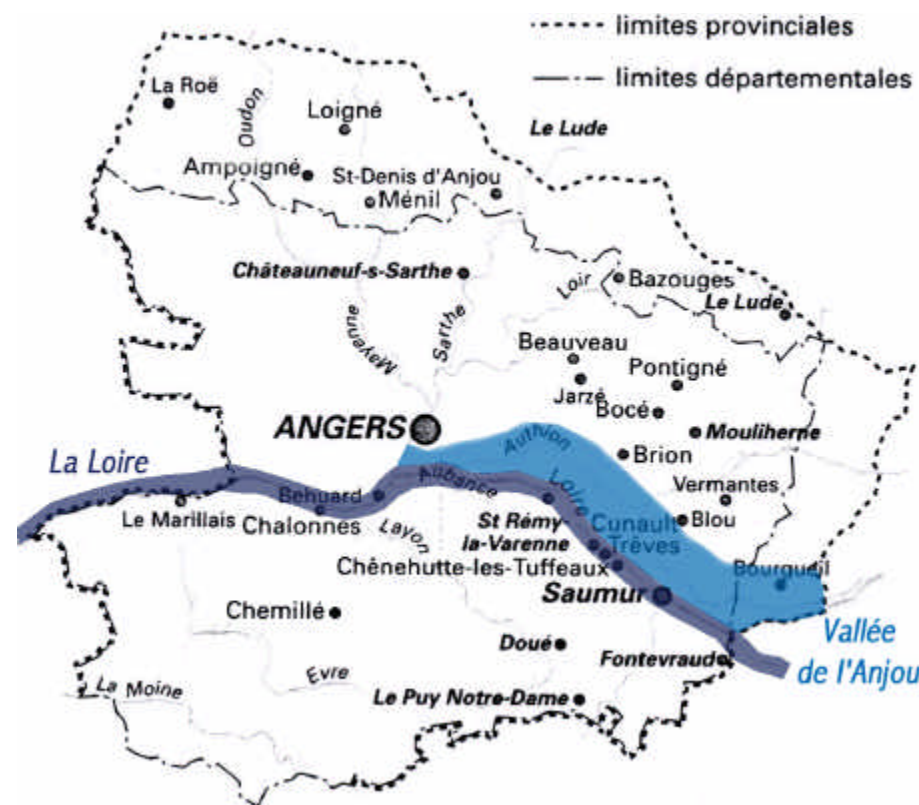 limites provinciales
limites départementales
La Roë
Oudon
Loigné
Le Lude
Ampoigné
St-Denis d'Anjou
Ménil
Châteauneuf-s-Sarthe
Loir
Bazouges
Le Lude
Mayenne
Sarthe
Beauveau
Pontigné
Jarzé
Bocé
ANGERS
Mouliherne
Authion
Brion
La Loire
Aubance
Behuard
Vermantes
Loire
Le Marillais
Chalonnes
Layon
St Rémy-
la-Varenne
Cunault
Blou
Trèves
Chênehutte-les-Tuffeaux
Bourgueil
Saumur
Chemillé
Vallée
de l'Anjou
Doué
Fontevraud
Evre
La Moine
Le Puy Notre-Dame